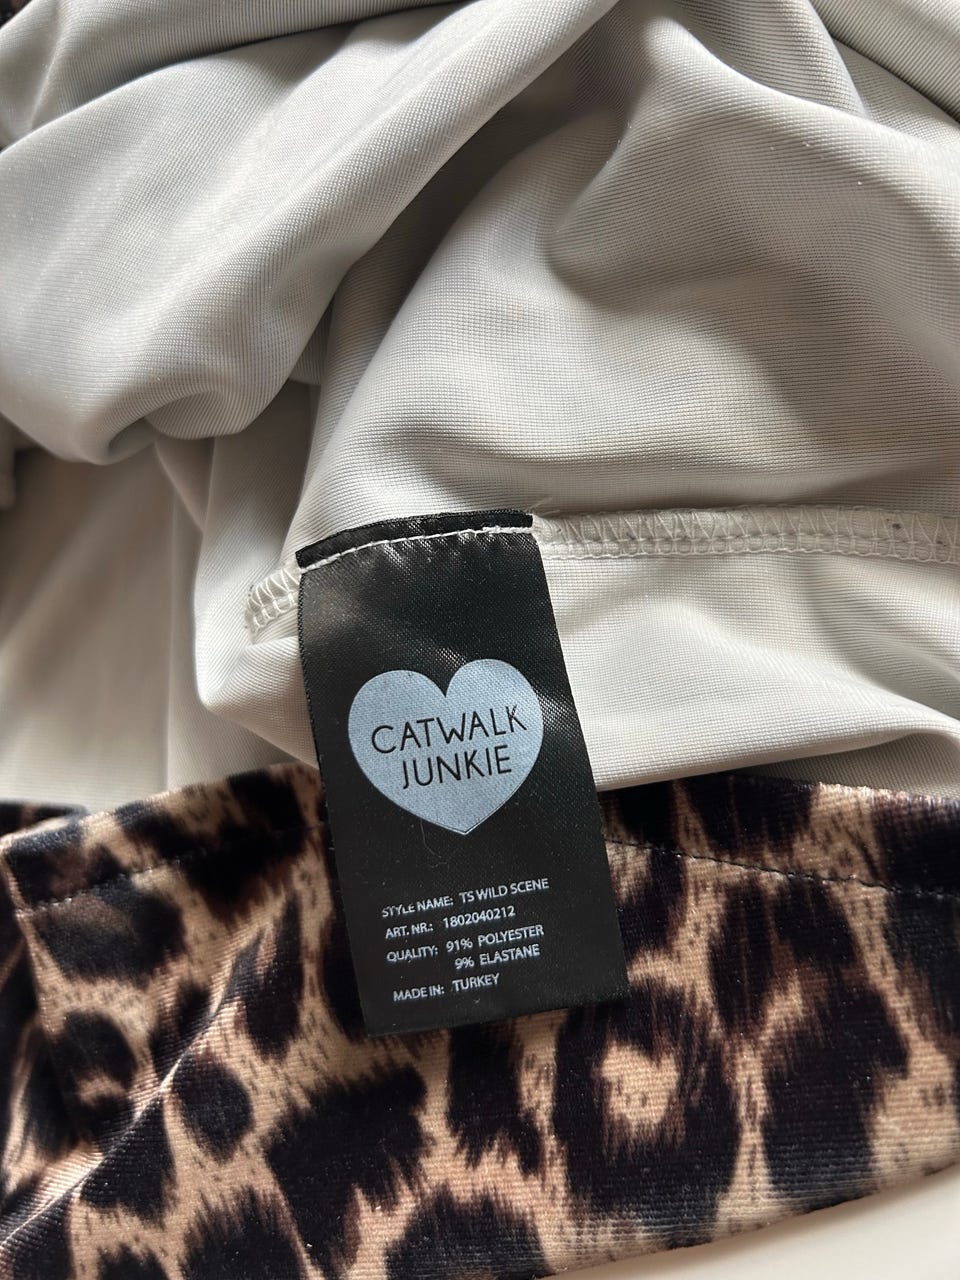 CATWALK
JUNKIE
STYLE NAME: TS WILD SCENE
ART. NR.: 1802040212
QUALITY: 91% POLYESTER
9% ELASTANE
MADE IN: TURKEY